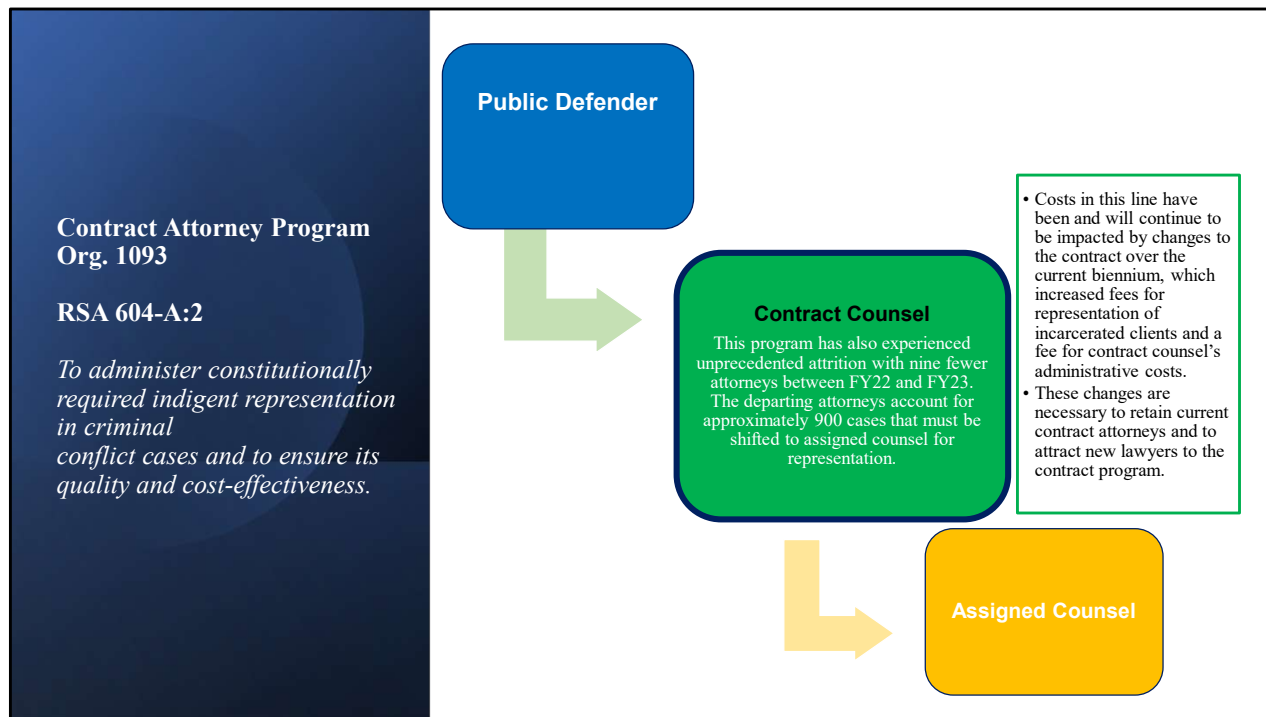 Contract Attorney Program
Org. 1093
RSA 604-A:2
To administer constitutionally
required indigent representation
in criminal
conflict cases and to ensure its
quality and cost-effectiveness.
Public Defender
Contract Counsel
This program has also experienced
unprecedented attrition with nine fewer
attorneys between FY22 and FY23.
The departing attorneys account for
approximately 900 cases that must be
shifted to assigned counsel for
representation.
• Costs in this line have
been and will continue to
be impacted by changes to
the contract over the
current biennium, which
increased fees for
representation of
incarcerated clients and a
fee for contract counsel’s
administrative costs.
• These changes are
necessary to retain current
contract attorneys and to
attract new lawyers to the
contract program.
Assigned Counsel